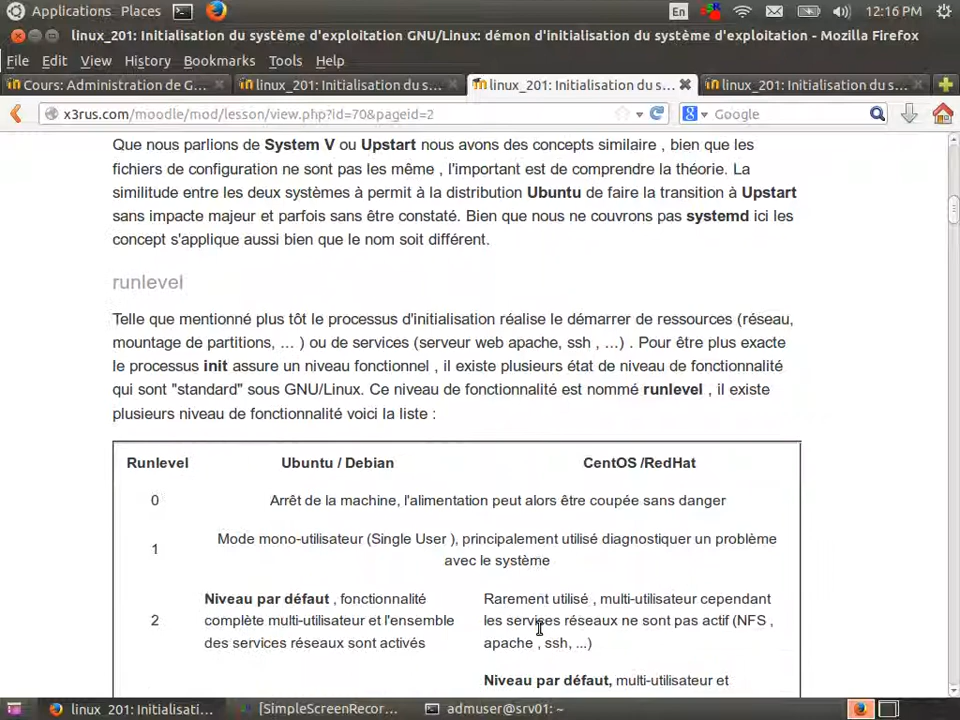 Applications Places En 12:16 PM
linux_201: Initialisation du système d'exploitation GNU/Linux: démon d'initialisation du système d'exploitation - Mozilla Firefox
File Edit View History Bookmarks Tools Help
Cours: Administration de G... linux_201: Initialisation du s... linux_201: Initialisation du s... linux_201: Initialisation du s...
x3rus.com/moodle/mod/lesson/view.php?id=70&pageid=2 Google
Que nous parlions de System V ou Upstart nous avons des concepts similaire , bien que les
fichiers de configuration ne sont pas les même , l'important est de comprendre la théorie. La
similitude entre les deux systèmes à permit à la distribution Ubuntu de faire la transition à Upstart
sans impacte majeur et parfois sans être constaté. Bien que nous ne couvrons pas systemd ici les
concept s'applique aussi bien que le nom soit différent.
runlevel
Telle que mentionné plus tôt le processus d'initialisation réalise le démarrer de ressources (réseau,
mountage de partitions, ... ) ou de services (serveur web apache, ssh , ...) . Pour être plus exacte
le processus init assure un niveau fonctionnel , il existe plusieurs état de niveau de fonctionnalité
qui sont "standard" sous GNU/Linux. Ce niveau de fonctionnalité est nommé runlevel , il existe
plusieurs niveau de fonctionnalité voici la liste :
Runlevel Ubuntu / Debian CentOS /RedHat
0 Arrêt de la machine, l'alimentation peut alors être coupée sans danger
1 Mode mono-utilisateur (Single User ), principalement utilisé diagnostiquer un problème
avec le système
2 Niveau par défaut , fonctionnalité
complète multi-utilisateur et l'ensemble
des services réseaux sont activés
Rarement utilisé , multi-utilisateur cependant
les services réseaux ne sont pas actif (NFS ,
apache , ssh, ...)
Niveau par défaut, multi-utilisateur et
linux_201: Initialisati... [SimpleScreenRecor... admuser@srv01: ~